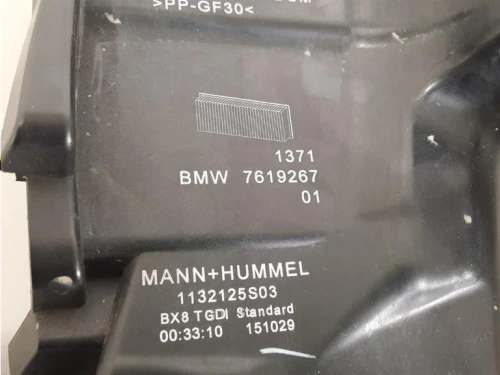 >PP-GF30<
1371
BMW 7619267
01
MANN+HUMMEL
1132125S03
BX8 TGDI Standard
00:33:10 151029